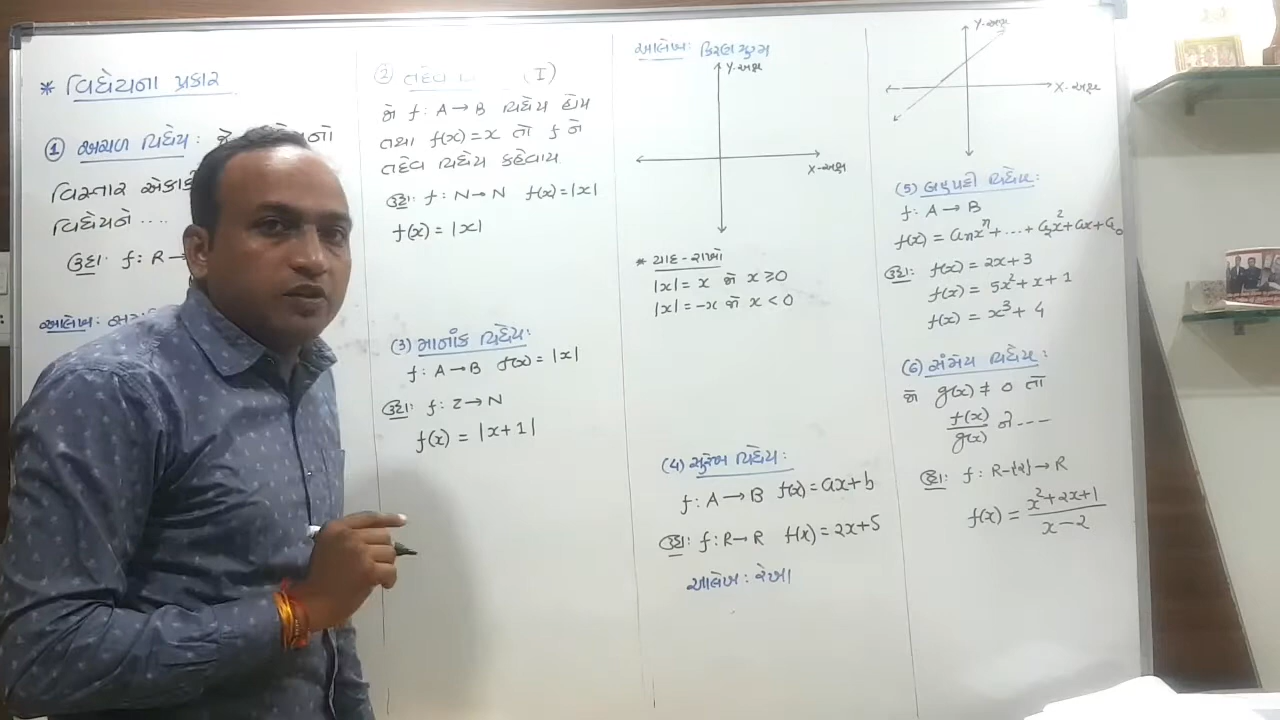 * વિધેયના પ્રકાર
① અચળ વિધેય:
વિસ્તાર એકાકી
વિધેયને ....
ઉદા: f: R→
આલેખ:
② તદેવ (I)
જો f: A→B વિધેય હોય
તથા f(x)=x તો f ને
તદેવ વિધેય કહેવાય
ઉદા: f: N→N f(x)=|x|
f(x) = |x|
(3) માનાંક વિધેય:
f: A→B f(x) = |x|
ઉદા: f: Z→N
f(x) = |x+1|
આલેખ: કિરણ યુગ્મ
Y-અક્ષ
X-અક્ષ
* યાદ-રાખો
|x| = x જો x ≥ 0
|x| = -x જો x < 0
(4) સુરેખ વિધેય:
f: A→B f(x) = ax+b
ઉદા: f: R→R f(x) = 2x+5
આલેખ: રેખા
Y-અક્ષ
X-અક્ષ
(5) બહુપદી વિધેય:
f: A→B
f(x) = aₙxⁿ+...+a₂x²+a₁x+a₀
ઉદા: f(x) = 2x+3
f(x) = 5x²+x+1
f(x) = x³+4
(6) સંમેય વિધેય:
જો g(x) ≠ 0 તો
f(x)/g(x) ને ---
ઉદા: f: R-{2}→R
f(x) = x²+2x+1/x-2